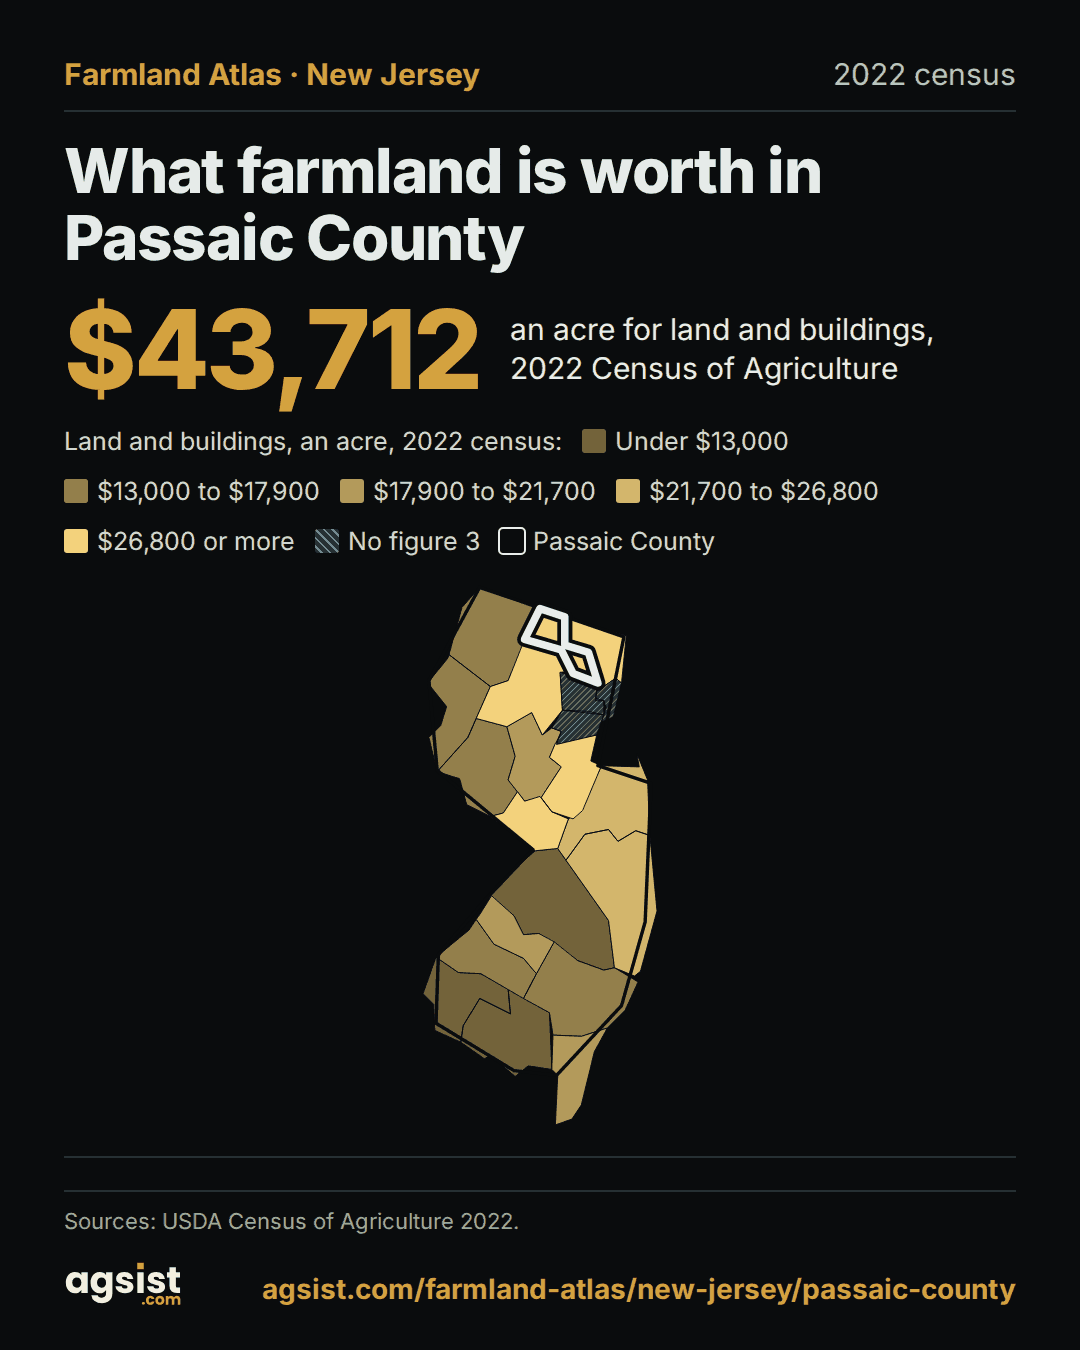 Farmland Atlas · New Jersey
2022 census
What farmland is worth in
Passaic County
$43,712
an acre for land and buildings,
2022 Census of Agriculture
Land and buildings, an acre, 2022 census: Under $13,000
$13,000 to $17,900 $17,900 to $21,700 $21,700 to $26,800
$26,800 or more No figure 3 Passaic County
Sources: USDA Census of Agriculture 2022.
agsist
.com
agsist.com/farmland-atlas/new-jersey/passaic-county